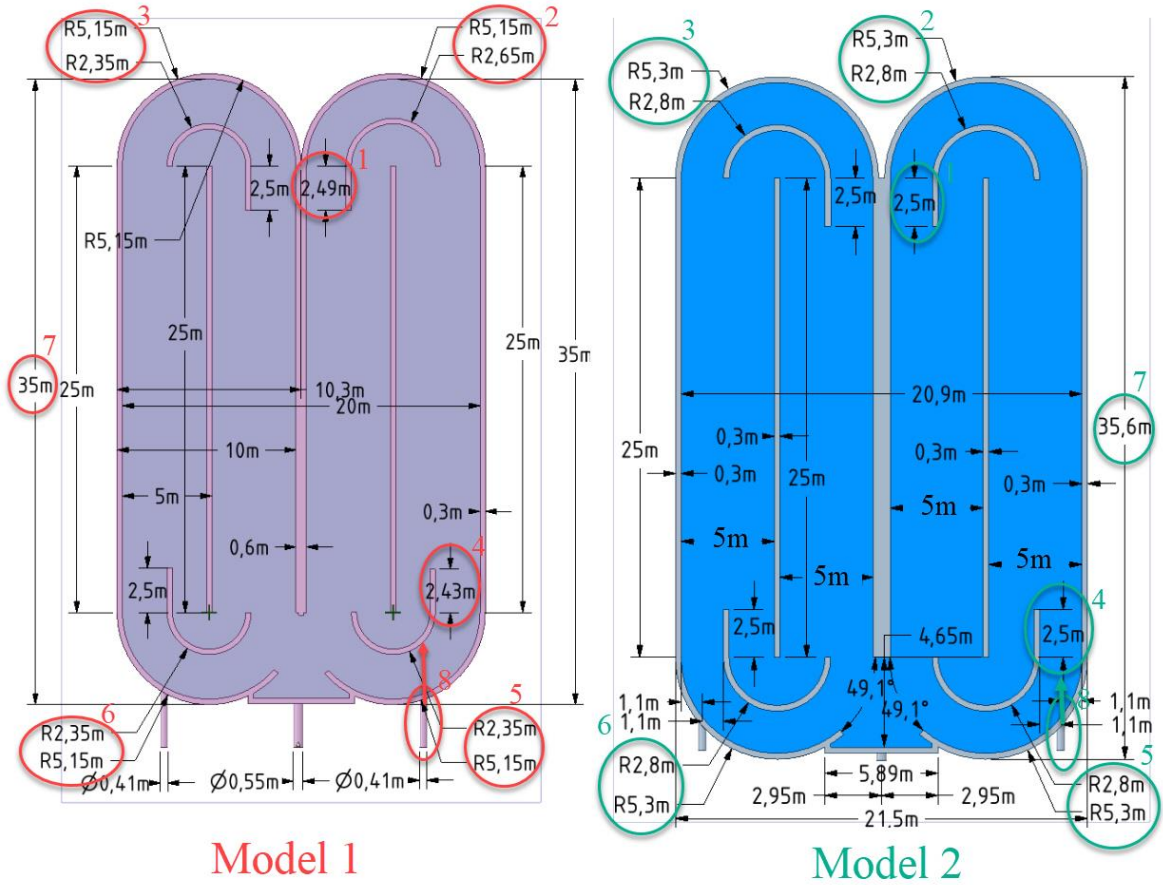 3
R5,15m
R2,35m
2
R5,15m
R2,65m
1
2,5m
2,49m
R5,15m
25m
25m
35m
7
35m
25m
10,3m
20m
10m
5m
0,3m
0,6m
4
2,5m
2,43m
8
5
6
R2,35m
R5,15m
R2,35m
R5,15m
Ø0,41m
Ø0,55m
Ø0,41m
Model 1
3
R5,3m
R2,8m
2
R5,3m
R2,8m
1
2,5m
2,5m
7
20,9m
35,6m
0,3m
0,3m
25m
0,3m
25m
0,3m
5m
5m
5m
5m
4
2,5m
4,65m
2,5m
49,1°
49,1°
1,1m
1,1m
8
1,1m
1,1m
6
5
R2,8m
R5,3m
5,89m
R2,8m
R5,3m
2,95m
2,95m
21,5m
Model 2